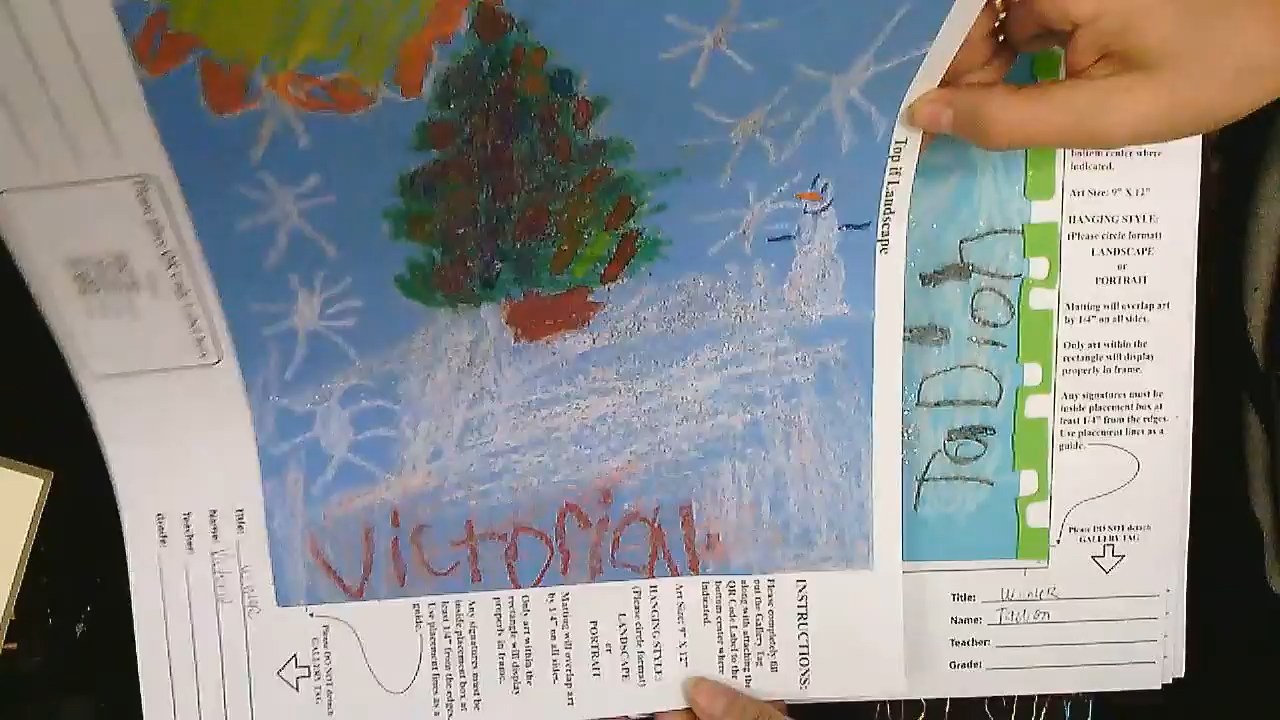 Victoria
Top if Landscape
INSTRUCTIONS:
Please completely fill
out the Gallery Tag
along with attaching the
QR Code Label to the
bottom center where
indicated.
Art Size: 9" X 12"
HANGING STYLE:
(Please circle format)
LANDSCAPE
or
PORTRAIT
Matting will overlap art
by 1/4" on all sides.
Only art within the
rectangle will display
properly in frame.
Any signatures must be
inside placement box at
least 1/4" from the edges.
Use placement lines as a
guide.
Please DO NOT detach
GALLERY TAG
Title:
Name:
Teacher:
Grade:
JaDion
bottom center where
indicated.
Art Size: 9" X 12"
HANGING STYLE:
(Please circle format)
LANDSCAPE
or
PORTRAIT
Matting will overlap art
by 1/4" on all sides.
Only art within the
rectangle will display
properly in frame.
Any signatures must be
inside placement box at
least 1/4" from the edges.
Use placement lines as a
guide.
Please DO NOT detach
GALLERY TAG
Title: Winter
Name: JaDion
Teacher:
Grade: